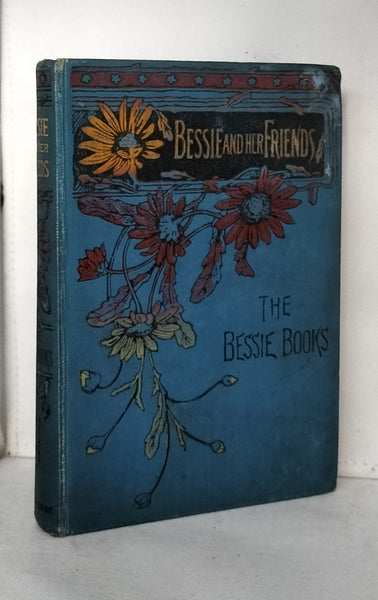 BESSIE AND HER FRIENDS
THE
BESSIE BOOKS